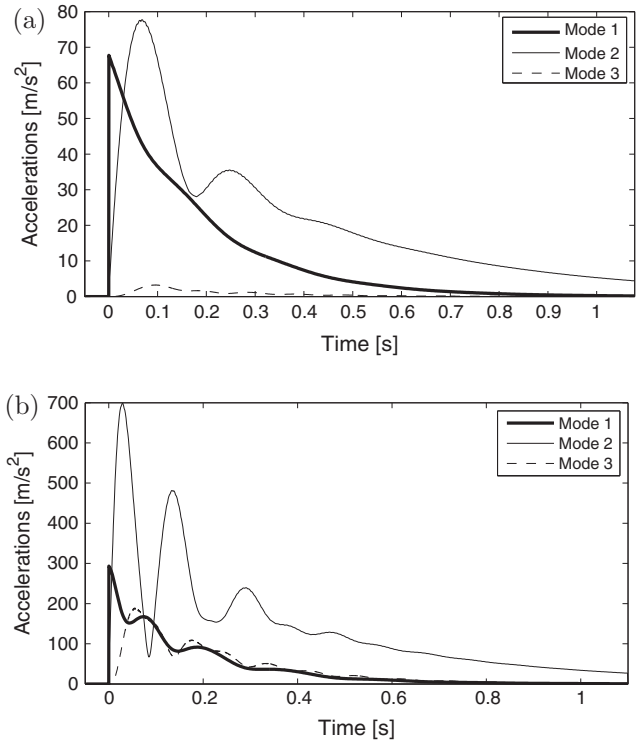 (a)
80
70
60
50
40
30
20
10
0
Accelerations [m/s²]
Mode 1
Mode 2
Mode 3
0 0.1 0.2 0.3 0.4 0.5 0.6 0.7 0.8 0.9 1
Time [s]
(b)
700
600
500
400
300
200
100
0
Accelerations [m/s²]
Mode 1
Mode 2
Mode 3
0 0.2 0.4 0.6 0.8 1
Time [s]